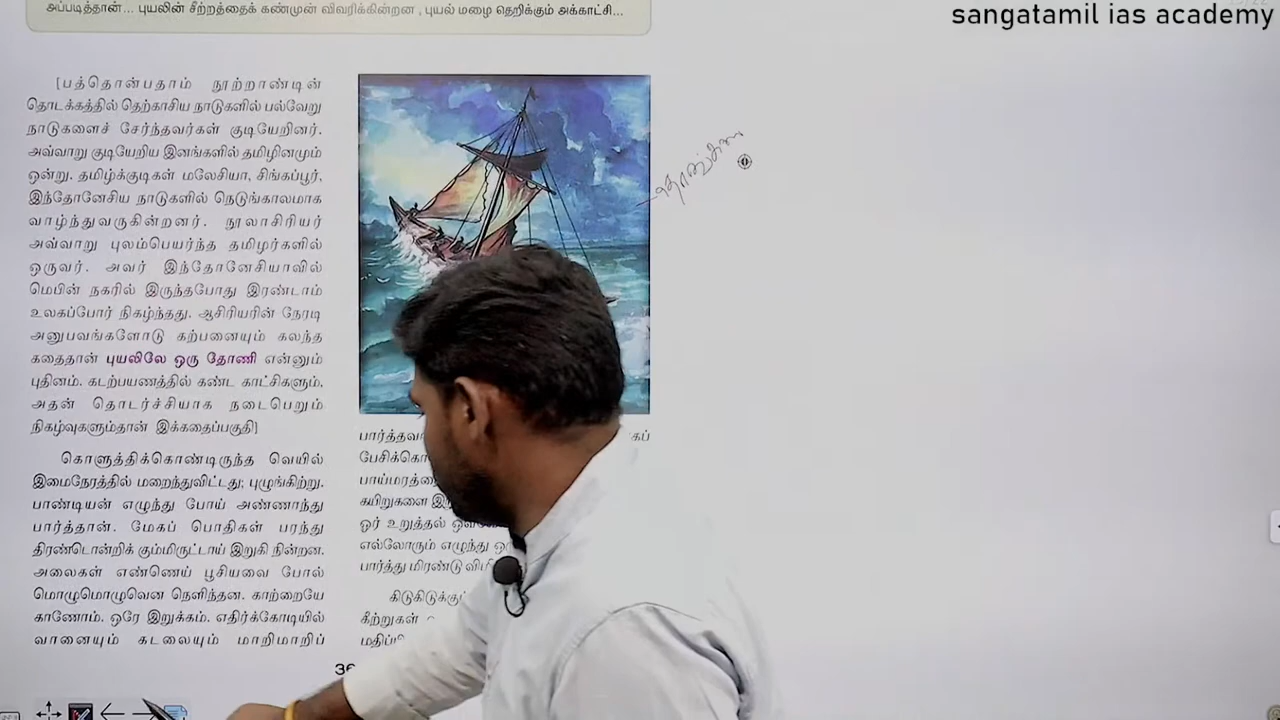 அப்படித்தான்... புயலின் சீற்றத்தைக் கண்முன் விவரிக்கின்றன , புயல் மழை தெறிக்கும் அக்காட்சி...
sangatamil ias academy
[பத்தொன்பதாம் நூற்றாண்டின்
தொடக்கத்தில் தெற்காசிய நாடுகளில் பல்வேறு
நாடுகளைச் சேர்ந்தவர்கள் குடியேறினர்.
அவ்வாறு குடியேறிய இனங்களில் தமிழினமும்
ஒன்று. தமிழ்க்குடிகள் மலேசியா, சிங்கப்பூர்,
இந்தோனேசிய நாடுகளில் நெடுங்காலமாக
வாழ்ந்துவருகின்றனர். நூலாசிரியர்
அவ்வாறு புலம்பெயர்ந்த தமிழர்களில்
ஒருவர். அவர் இந்தோனேசியாவில்
மெபின் நகரில் இருந்தபோது இரண்டாம்
உலகப்போர் நிகழ்ந்தது. ஆசிரியரின் நேரடி
அனுபவங்களோடு கற்பனையும் கலந்த
கதைதான் புயலிலே ஒரு தோணி என்னும்
புதினம். கடற்பயணத்தில் கண்ட காட்சிகளும்,
அதன் தொடர்ச்சியாக நடைபெறும்
நிகழ்வுகளும்தான் இக்கதைப்பகுதி]
கொளுத்திக்கொண்டிருந்த வெயில்
இமைநேரத்தில் மறைந்துவிட்டது; புழுங்கிற்று.
பாண்டியன் எழுந்து போய் அண்ணாந்து
பார்த்தான். மேகப் பொதிகள் பரந்து
திரண்டொன்றிக் கும்மிருட்டாய் இறுகி நின்றன.
அலைகள் எண்ணெய் பூசியவை போல்
மொழுமொழுவென நெளிந்தன. காற்றையே
காணோம். ஒரே இறுக்கம். எதிர்க்கோடியில்
வானையும் கடலையும் மாறிமாறிப்
கயிறுகளை
ஓர் உறுத்தல்
எல்லோரும் எழுந்து
பார்த்து மிரண்டு
36